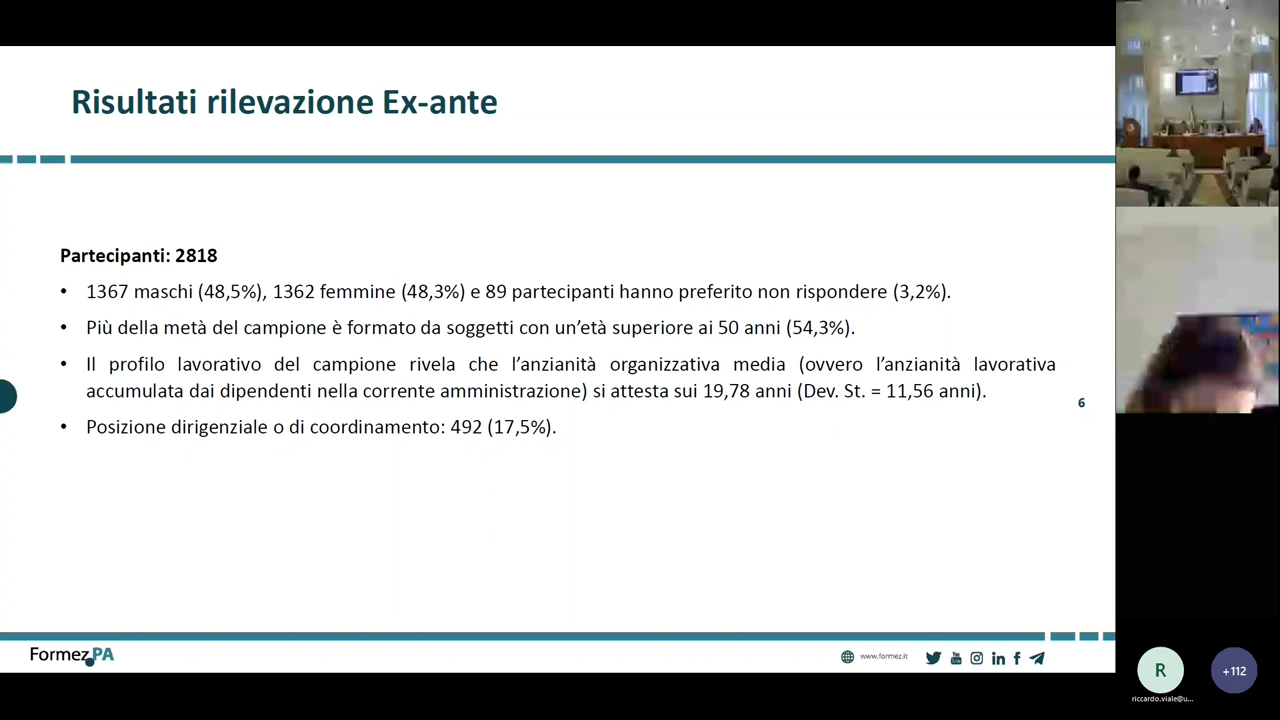 Risultati rilevazione Ex-ante
Partecipanti: 2818
• 1367 maschi (48,5%), 1362 femmine (48,3%) e 89 partecipanti hanno preferito non rispondere (3,2%).
• Più della metà del campione è formato da soggetti con un’età superiore ai 50 anni (54,3%).
• Il profilo lavorativo del campione rivela che l’anzianità organizzativa media (ovvero l’anzianità lavorativa
accumulata dai dipendenti nella corrente amministrazione) si attesta sui 19,78 anni (Dev. St. = 11,56 anni).
6
• Posizione dirigenziale o di coordinamento: 492 (17,5%).
Formez PA
www.formez.it
R
+112
riccardo.viale@u...